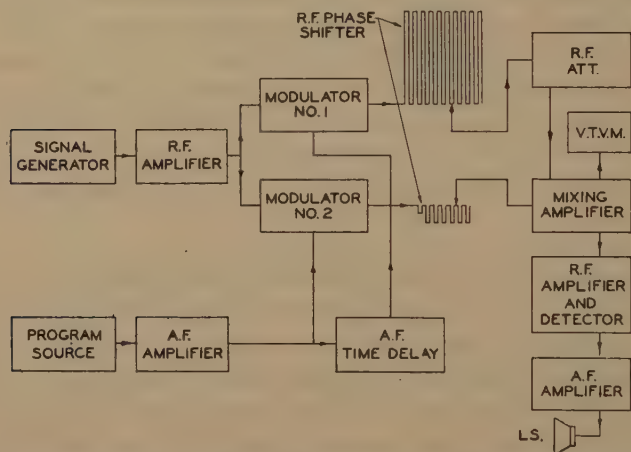 R.F. PHASE
SHIFTER
R.F.
ATT.
MODULATOR
NO. 1
V.T.V.M.
SIGNAL
GENERATOR
R.F.
AMPLIFIER
MODULATOR
NO. 2
MIXING
AMPLIFIER
R.F.
AMPLIFIER
AND
DETECTOR
PROGRAM
SOURCE
A.F.
AMPLIFIER
A.F.
TIME DELAY
A.F.
AMPLIFIER
L.S.